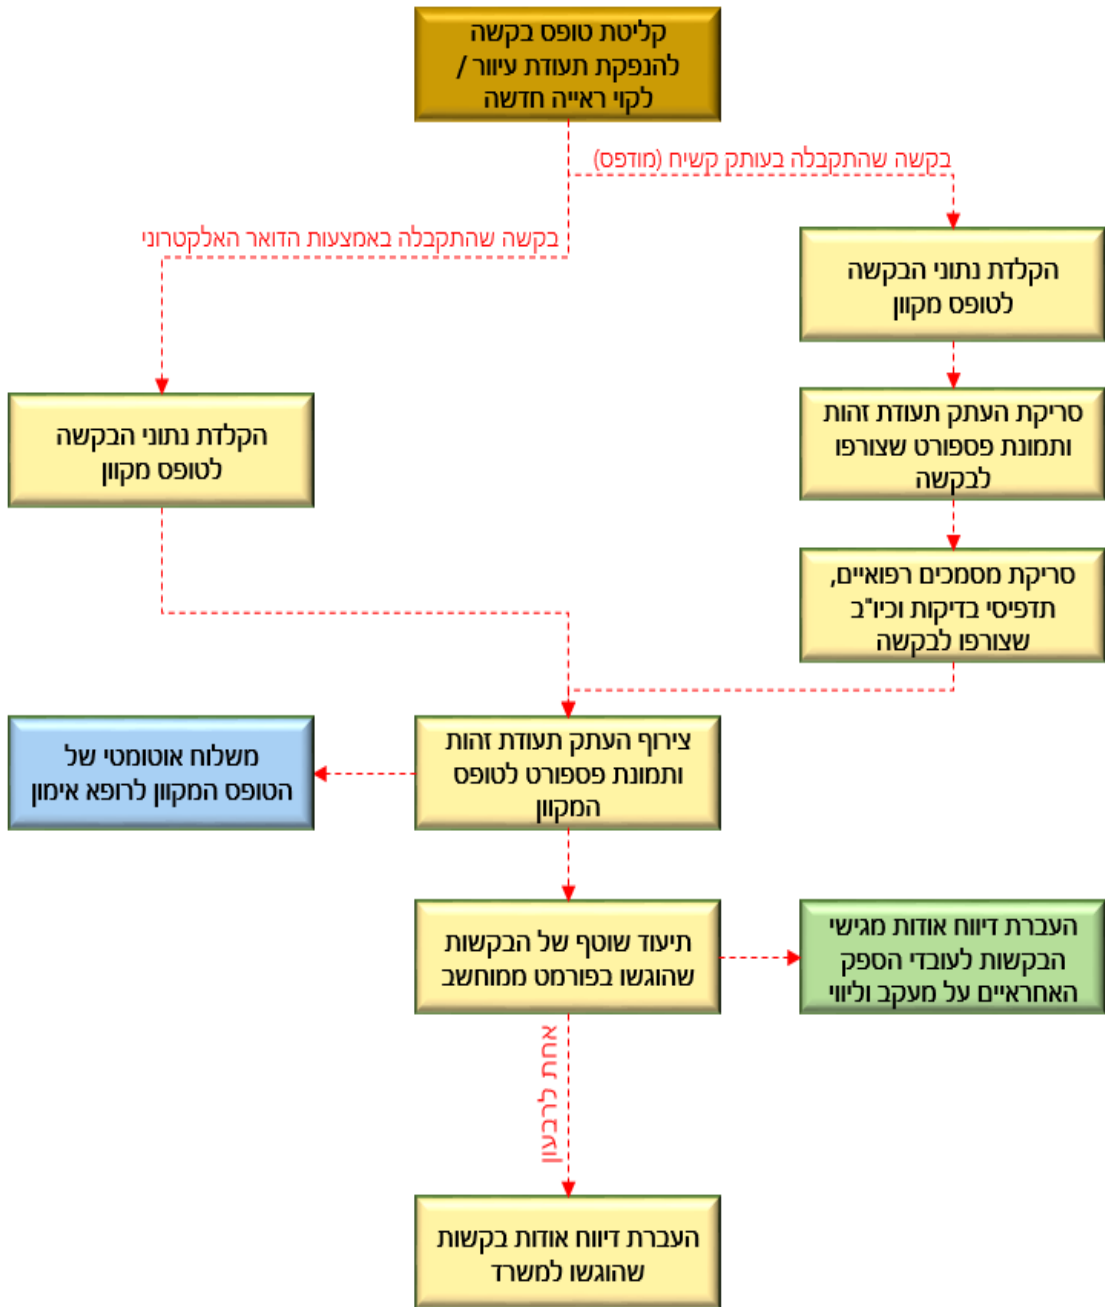 קליטת טופס בקשה
להנפקת תעודת עיוור /
לקוי ראייה חדשה
בקשה שהתקבלה בעותק קשיח (מודפס)
בקשה שהתקבלה באמצעות הדואר האלקטרוני
הקלדת נתוני הבקשה
לטופס מקוון
סריקת העתק תעודת זהות
ותמונת פספורט שצורפו
לבקשה
הקלדת נתוני הבקשה
לטופס מקוון
סריקת מסמכים רפואיים,
תדפיסי בדיקות וכיו"ב
שצורפו לבקשה
צירוף העתק תעודת זהות
ותמונת פספורט לטופס
המקוון
משלוח אוטומטי של
הטופס המקוון לרופא אימון
העברת דיווח אודות מגישי
הבקשות לעובדי הספק
האחראיים על מעקב וליווי
תיעוד שוטף של הבקשות
שהוגשו בפורמט ממוחשב
אחת לרבעון
העברת דיווח אודות בקשות
שהוגשו למשרד